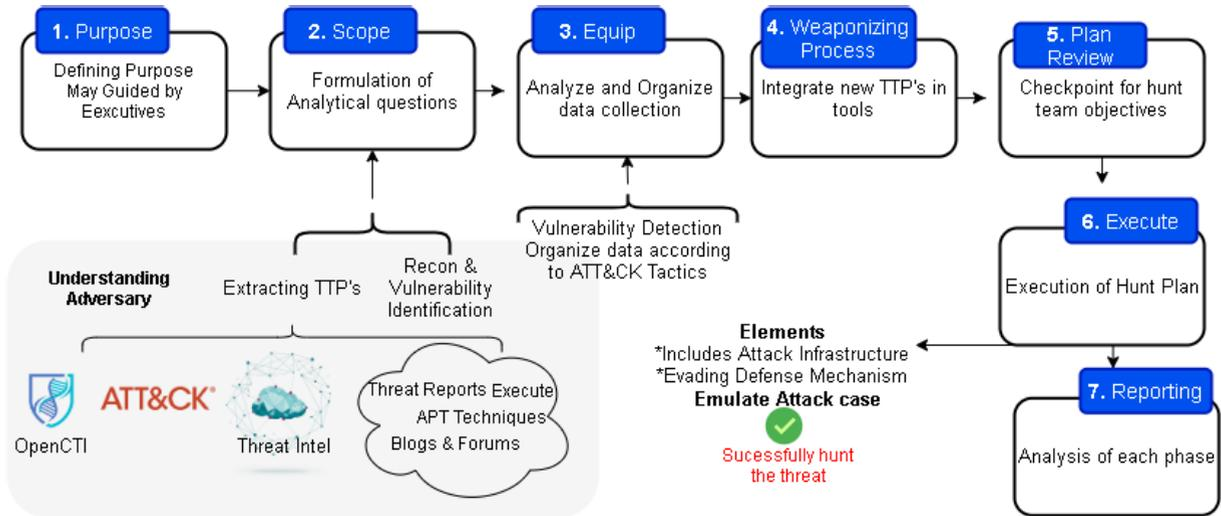 1. Purpose
Defining Purpose
May Guided by
Eexcutives
2. Scope
Formulation of
Analytical questions
3. Equip
Analyze and Organize
data collection
4. Weaponizing
Process
Integrate new TTP's in
tools
5. Plan
Review
Checkpoint for hunt
team objectives
6. Execute
Execution of Hunt Plan
7. Reporting
Analysis of each phase
Vulnerability Detection
Organize data according
to ATT&CK Tactics
Understanding
Adversary
Extracting TTP's
Recon &
Vulnerability
Identification
OpenCTI
ATT&CK®
Threat Intel
Threat Reports Execute
APT Techniques
Blogs & Forums
Elements
*Includes Attack Infrastructure
*Evading Defense Mechanism
Emulate Attack case
Sucessfully hunt
the threat